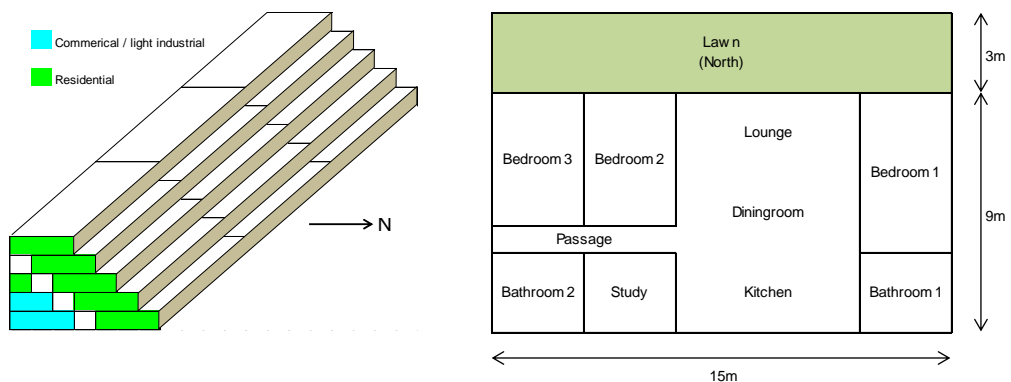 Commerical / light industrial
Residential
N
Lawn
(North)
3m
Lounge
Bedroom 3
Bedroom 2
Bedroom 1
Diningroom
9m
Passage
Bathroom 2
Study
Kitchen
Bathroom 1
15m